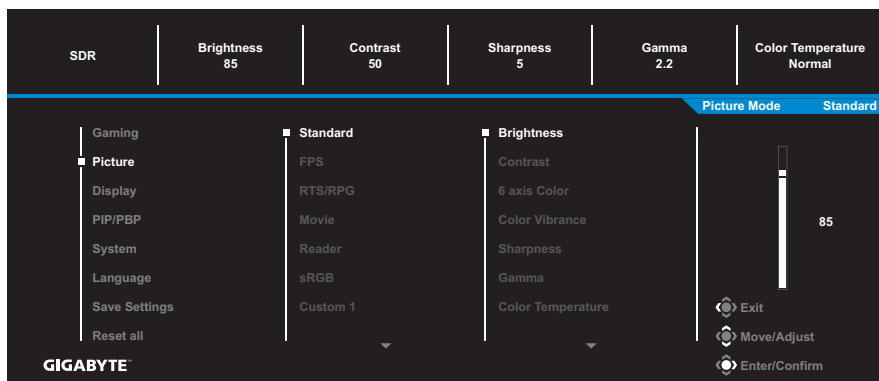 SDR
Brightness
85
Contrast
50
Sharpness
5
Gamma
2.2
Color Temperature
Normal
Picture Mode Standard
Gaming
Picture
Display
PIP/PBP
System
Language
Save Settings
Reset all
Standard
FPS
RTS/RPG
Movie
Reader
sRGB
Custom 1
Brightness
Contrast
6 axis Color
Color Vibrance
Sharpness
Gamma
Color Temperature
85
Exit
Move/Adjust
Enter/Confirm
GIGABYTE™